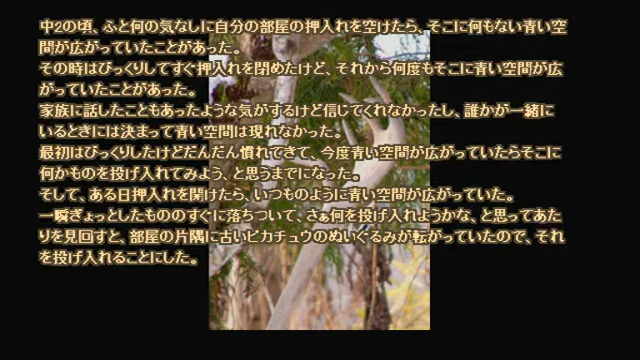 中2の頃、ふと何の気なしに自分の部屋の押入れを空けたら、そこに何もない青い空
間が広がっていたことがあった。
その時はびっくりしてすぐ押入れを閉めたけど、それから何度もそこに青い空間が広
がっていたことがあった。
家族に話したこともあったような気がするけど信じてくれなかったし、誰かが一緒に
いるときには決まって青い空間は現れなかった。
最初はびっくりしたけどだんだん慣れてきて、今度青い空間が広がっていたらそこに
何かものを投げ入れてみよう、と思うまでになった。
そして、ある日押入れを開けたら、いつものように青い空間が広がっていた。
一瞬ぎょっとしたもののすぐに落ちついて、さぁ何を投げ入れようかな、と思ってあた
りを見回すと、部屋の片隅に古いピカチュウのぬいぐるみが転がっていたので、それ
を投げ入れることにした。